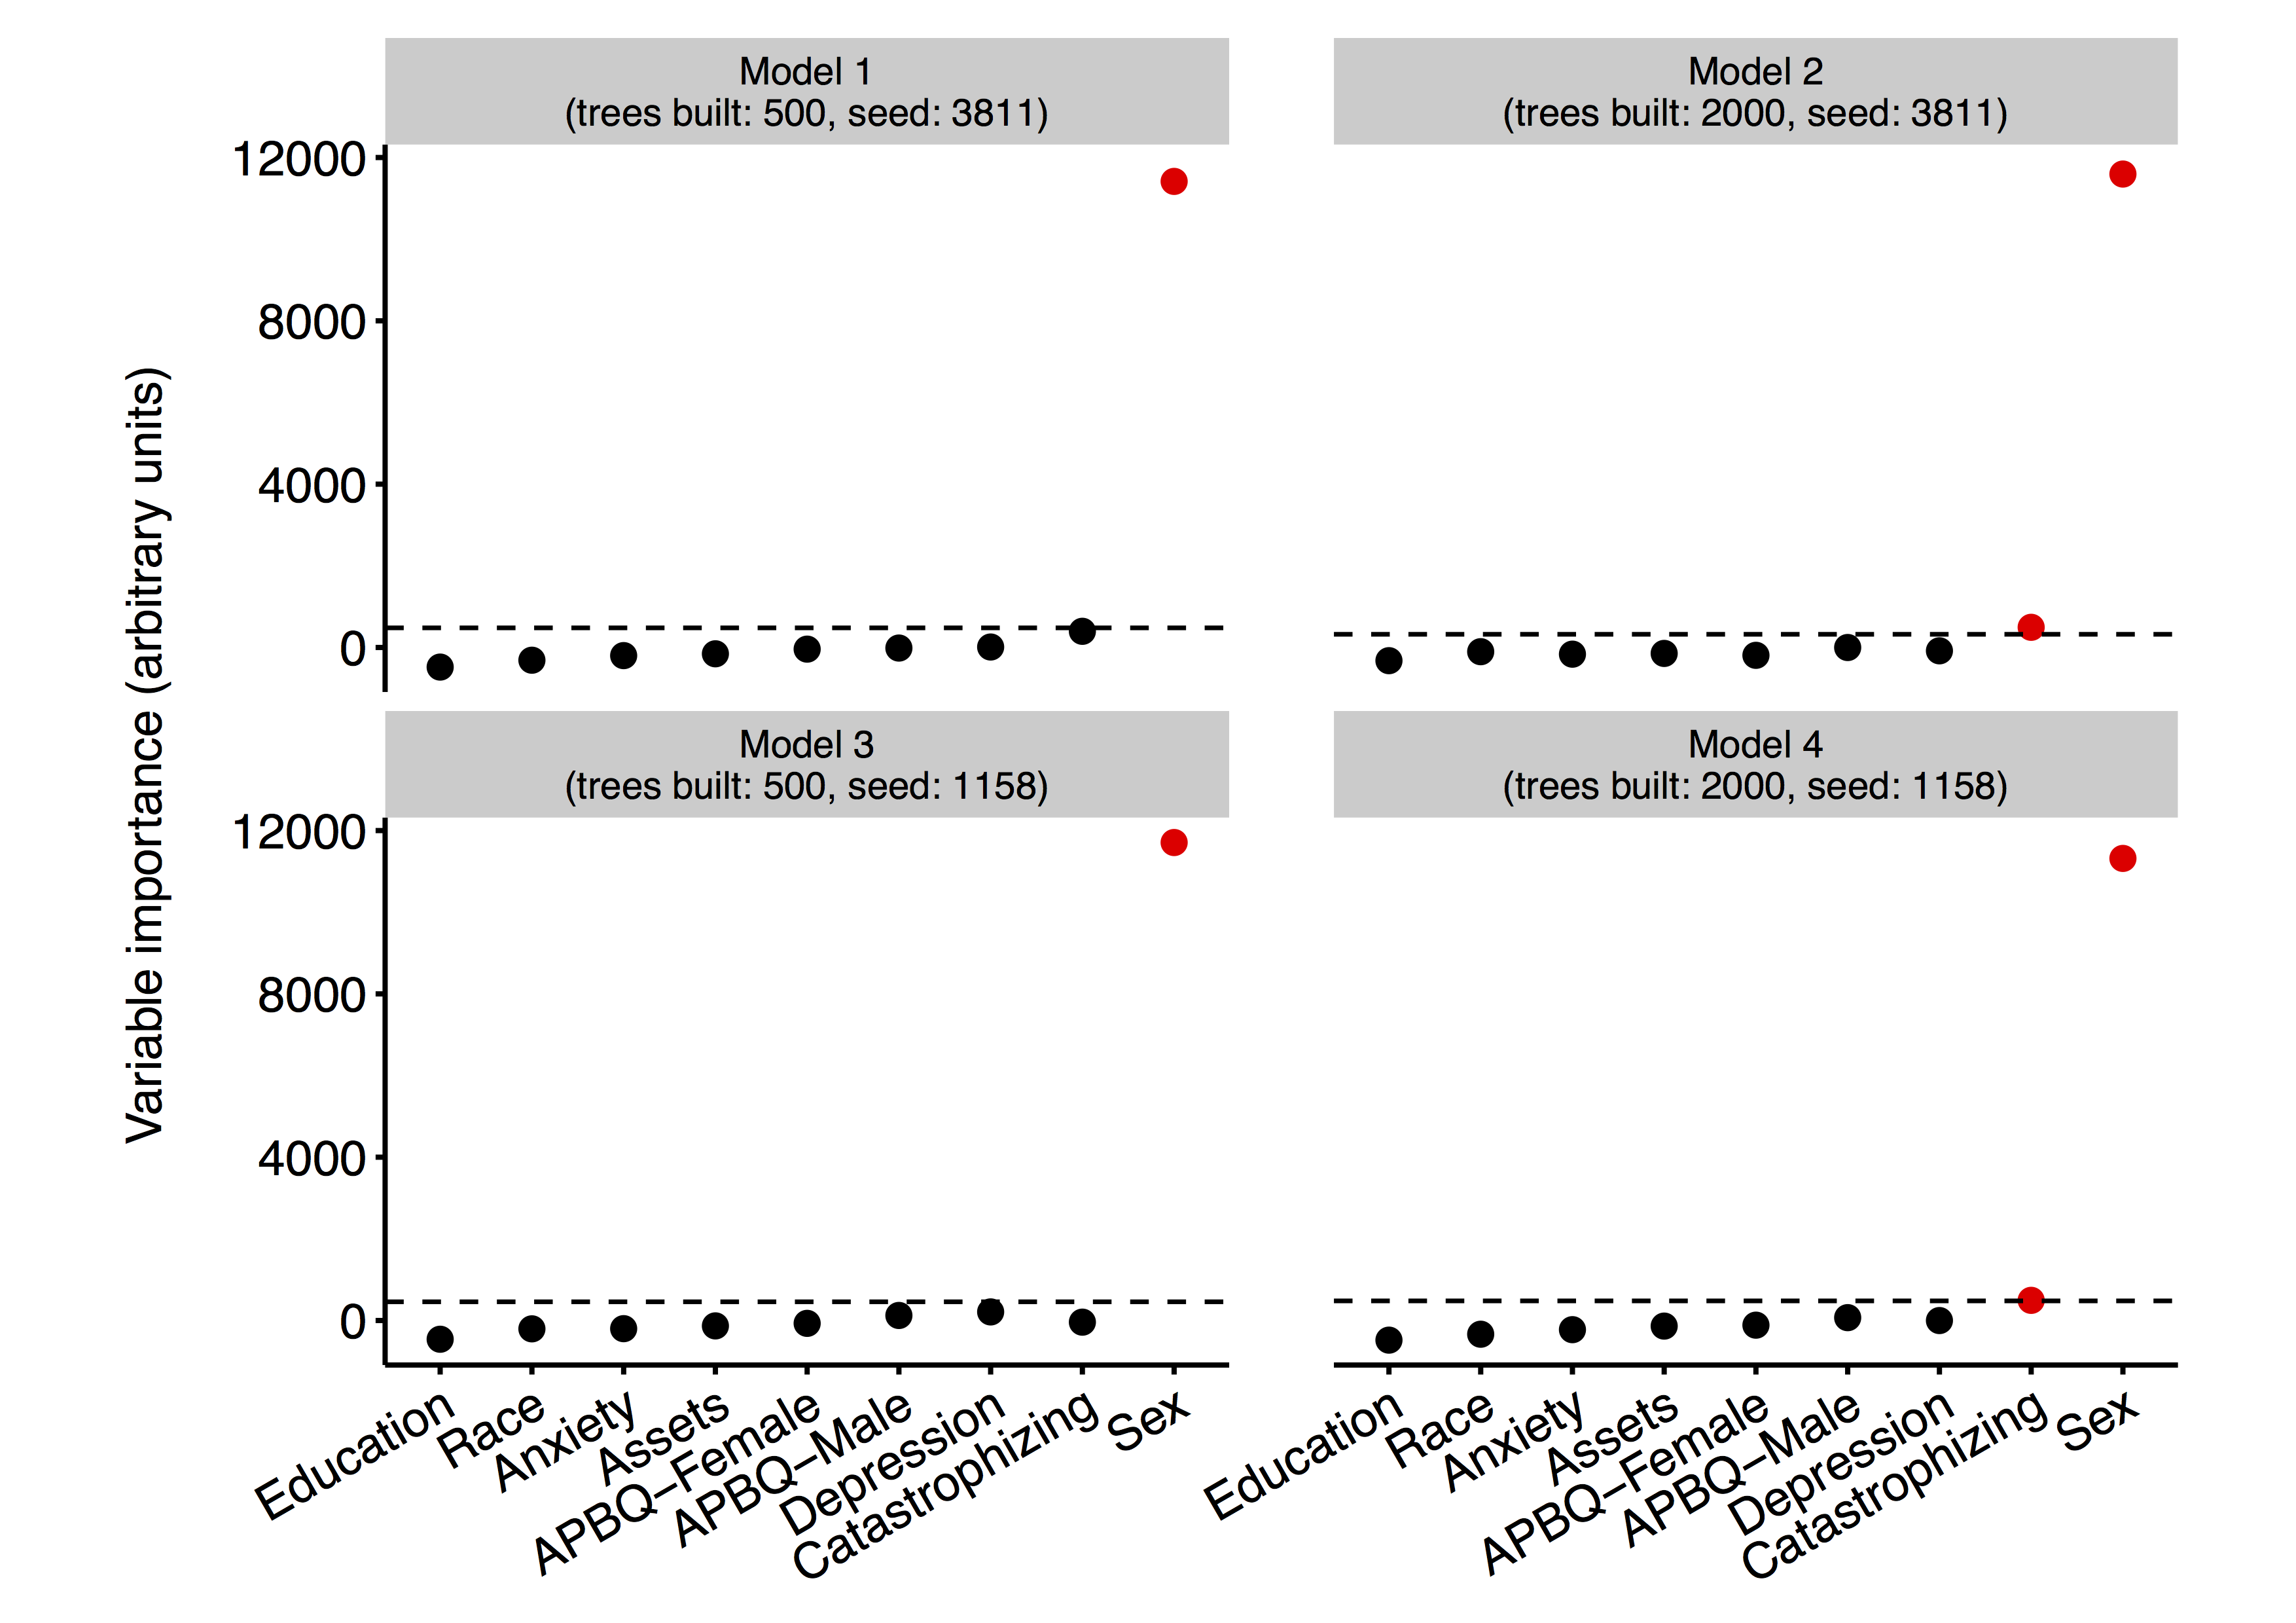 Model 1
(trees built: 500, seed: 3811)
Model 2
(trees built: 2000, seed: 3811)
12000
8000
4000
0
Variable importance (arbitrary units)
Model 3
(trees built: 500, seed: 1158)
Model 4
(trees built: 2000, seed: 1158)
12000
8000
4000
0
Education
Race
Anxiety
Assets
APBQ−Female
APBQ−Male
Depression
Catastrophizing
Sex
Education
Race
Anxiety
Assets
APBQ−Female
APBQ−Male
Depression
Catastrophizing
Sex